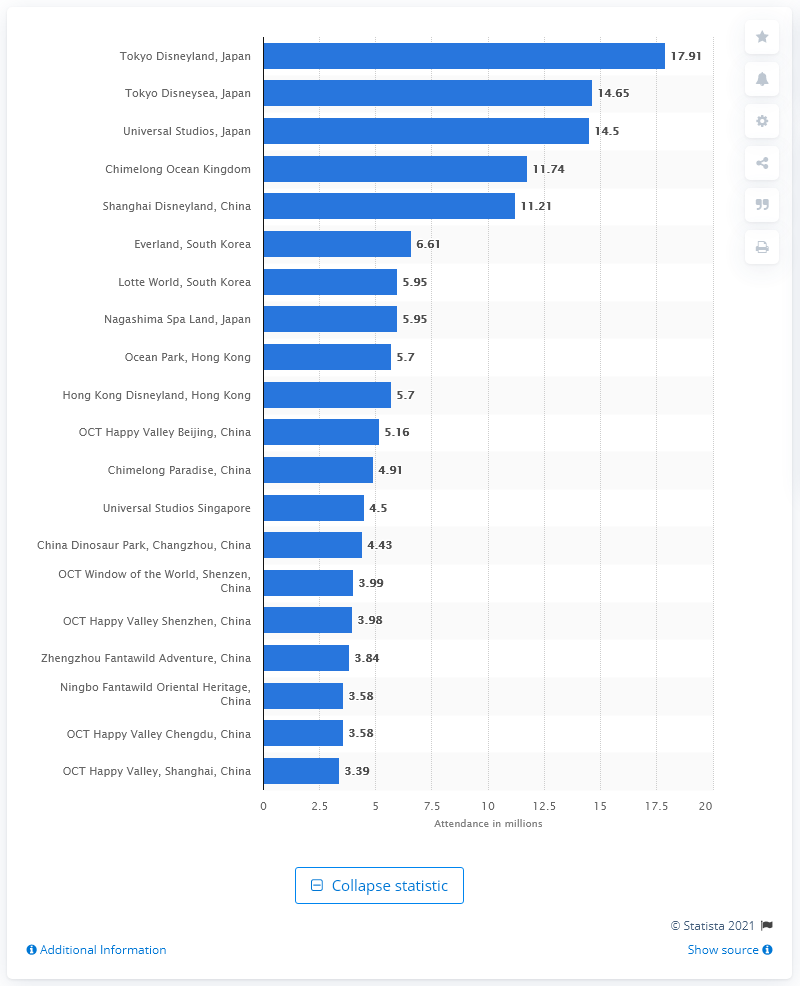 Tokyo Disneyland, Japan 17.91
Tokyo Disneysea, Japan 14.65
Universal Studios, Japan 14.5
Chimelong Ocean Kingdom 11.74
Shanghai Disneyland, China 11.21
Everland, South Korea 6.61
Lotte World, South Korea 5.95
Nagashima Spa Land, Japan 5.95
Ocean Park, Hong Kong 5.7
Hong Kong Disneyland, Hong Kong 5.7
OCT Happy Valley Beijing, China 5.16
Chimelong Paradise, China 4.91
Universal Studios Singapore 4.5
China Dinosaur Park, Changzhou, China 4.43
OCT Window of the World, Shenzen,
China 3.99
OCT Happy Valley Shenzhen, China 3.98
Zhengzhou Fantawild Adventure, China 3.84
Ningbo Fantawild Oriental Heritage,
China 3.58
OCT Happy Valley Chengdu, China 3.58
OCT Happy Valley, Shanghai, China 3.39
0 2.5 5 7.5 10 12.5 15 17.5 20
Attendance in millions
Collapse statistic
© Statista 2021
Additional Information Show source